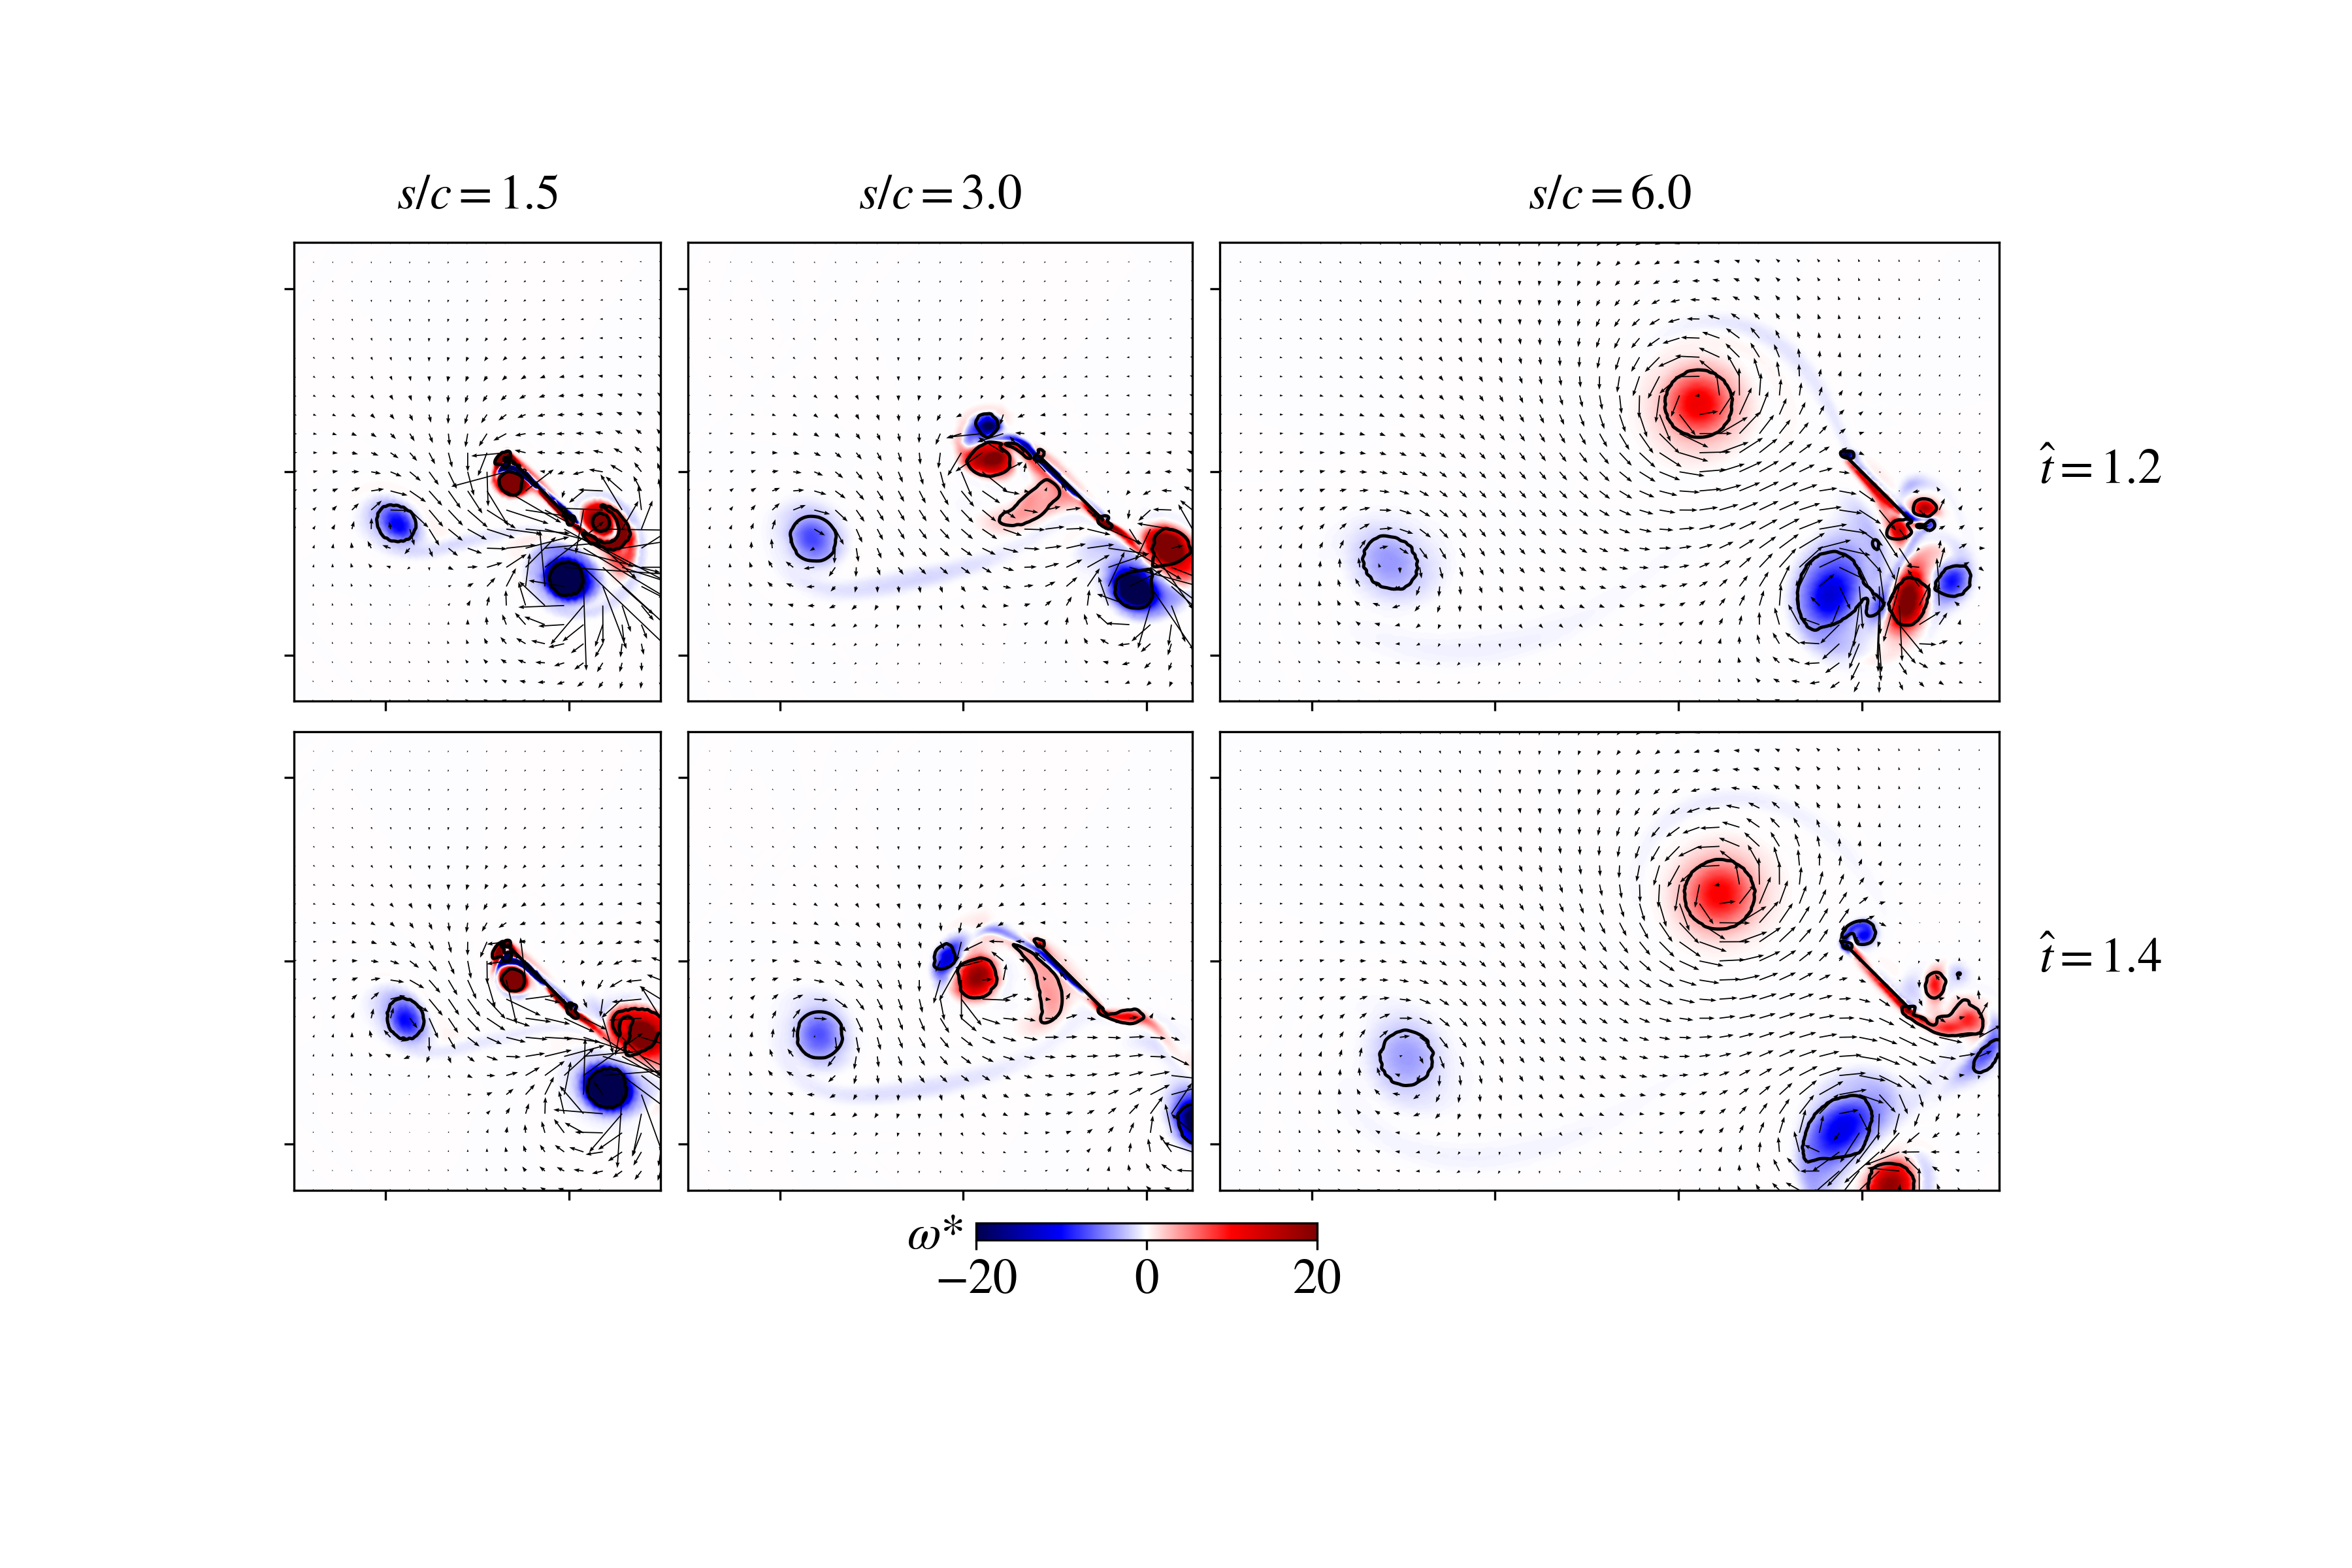 s/c = 1.5
s/c = 3.0
s/c = 6.0
t̂ = 1.2
t̂ = 1.4
ω*
−20 0 20